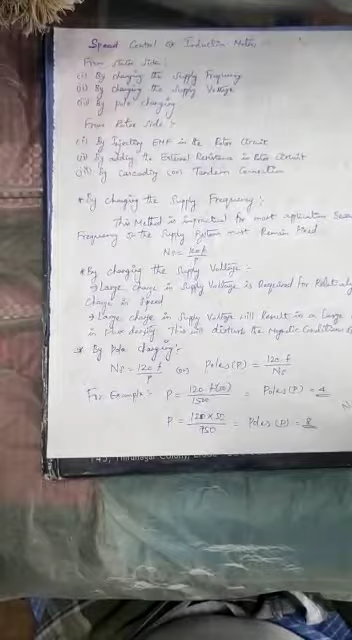 Speed Control of Induction Motor
From Stator Side:
(i) By changing the Supply Frequency
(ii) By changing the Supply Voltage
(iii) By pole changing
From Rotor Side:-
(i) By Injecting EMF in the Rotor Circuit
(ii) By adding the External Resistance in Rotor Circuit
(iii) By Cascading (or) Tandem Connection
* By changing the Supply Frequency:
This Method is impractical for most application
Frequency in the Supply System must Remain Fixed
Ns = 120f/P
* By changing the Supply Voltage:-
→ Large change in Supply Voltage is Required for Relatively
Change in Speed
→ Large change in Supply Voltage will Result in a Large
in Flux density. This will disturb the Magnetic Conditions
* By Pole Changing:-
Ns = 120f/P (or) Poles (P) = 120f/Ns
For Example:- P = 120 f(50)/1500 = Poles (P) = 4
P = 120×50/750 = Poles (P) = 8